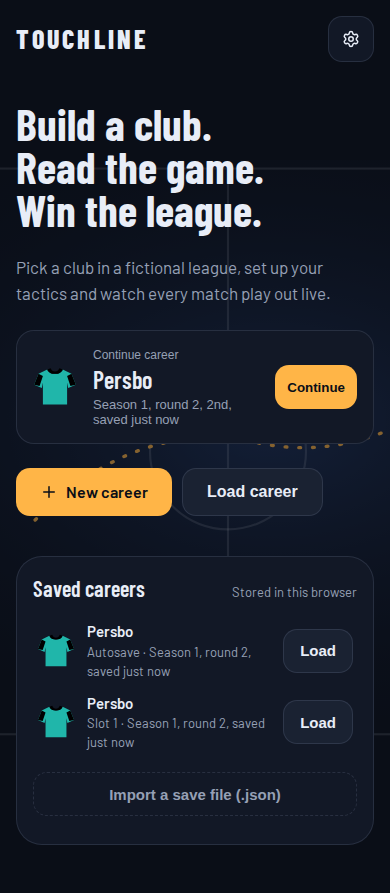 TOUCHLINE
Build a club.
Read the game.
Win the league.
Pick a club in a fictional league, set up your
tactics and watch every match play out live.
Continue career
Persbo
Season 1, round 2, 2nd,
saved just now
Continue
New career
Load career
Saved careers
Stored in this browser
Persbo
Autosave · Season 1, round 2,
saved just now
Load
Persbo
Slot 1 · Season 1, round 2, saved
just now
Load
Import a save file (.json)